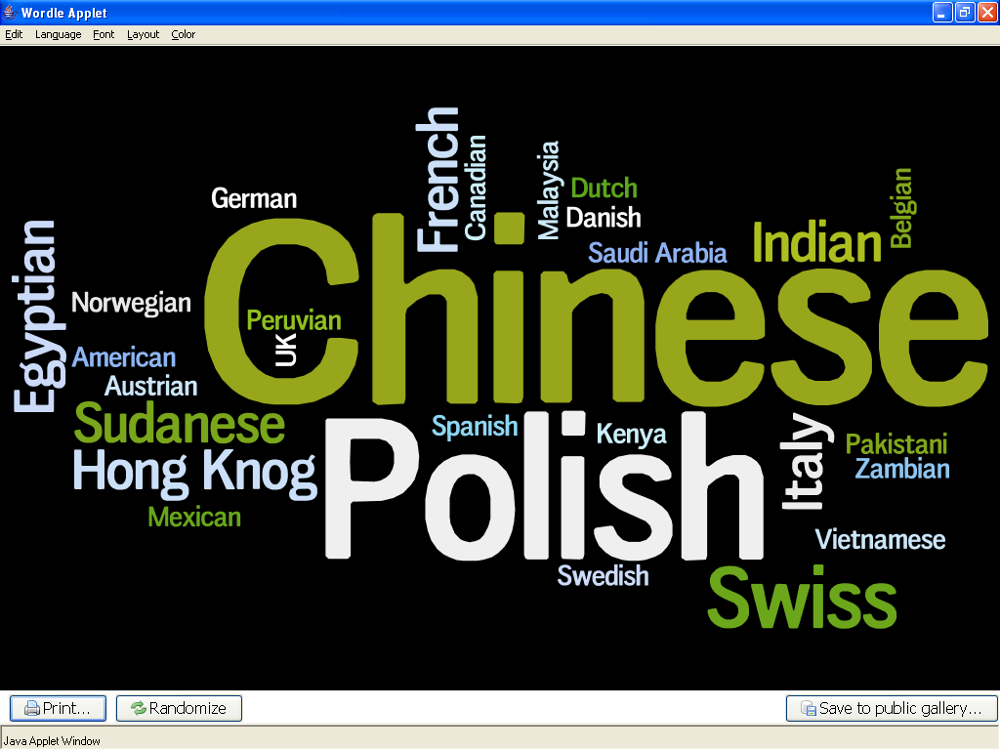 Wordle Applet
Edit Language Font Layout Color
French
Canadian
Malaysia
Dutch
Danish
Belgian
German
Saudi Arabia
Indian
Egyptian
Chinese
Norwegian
Peruvian
UK
American
Austrian
Sudanese
Spanish
Kenya
Italy
Pakistani
Hong Knog
Polish
Zambian
Mexican
Vietnamese
Swedish
Swiss
Print... Randomize Save to public gallery...
Java Applet Window